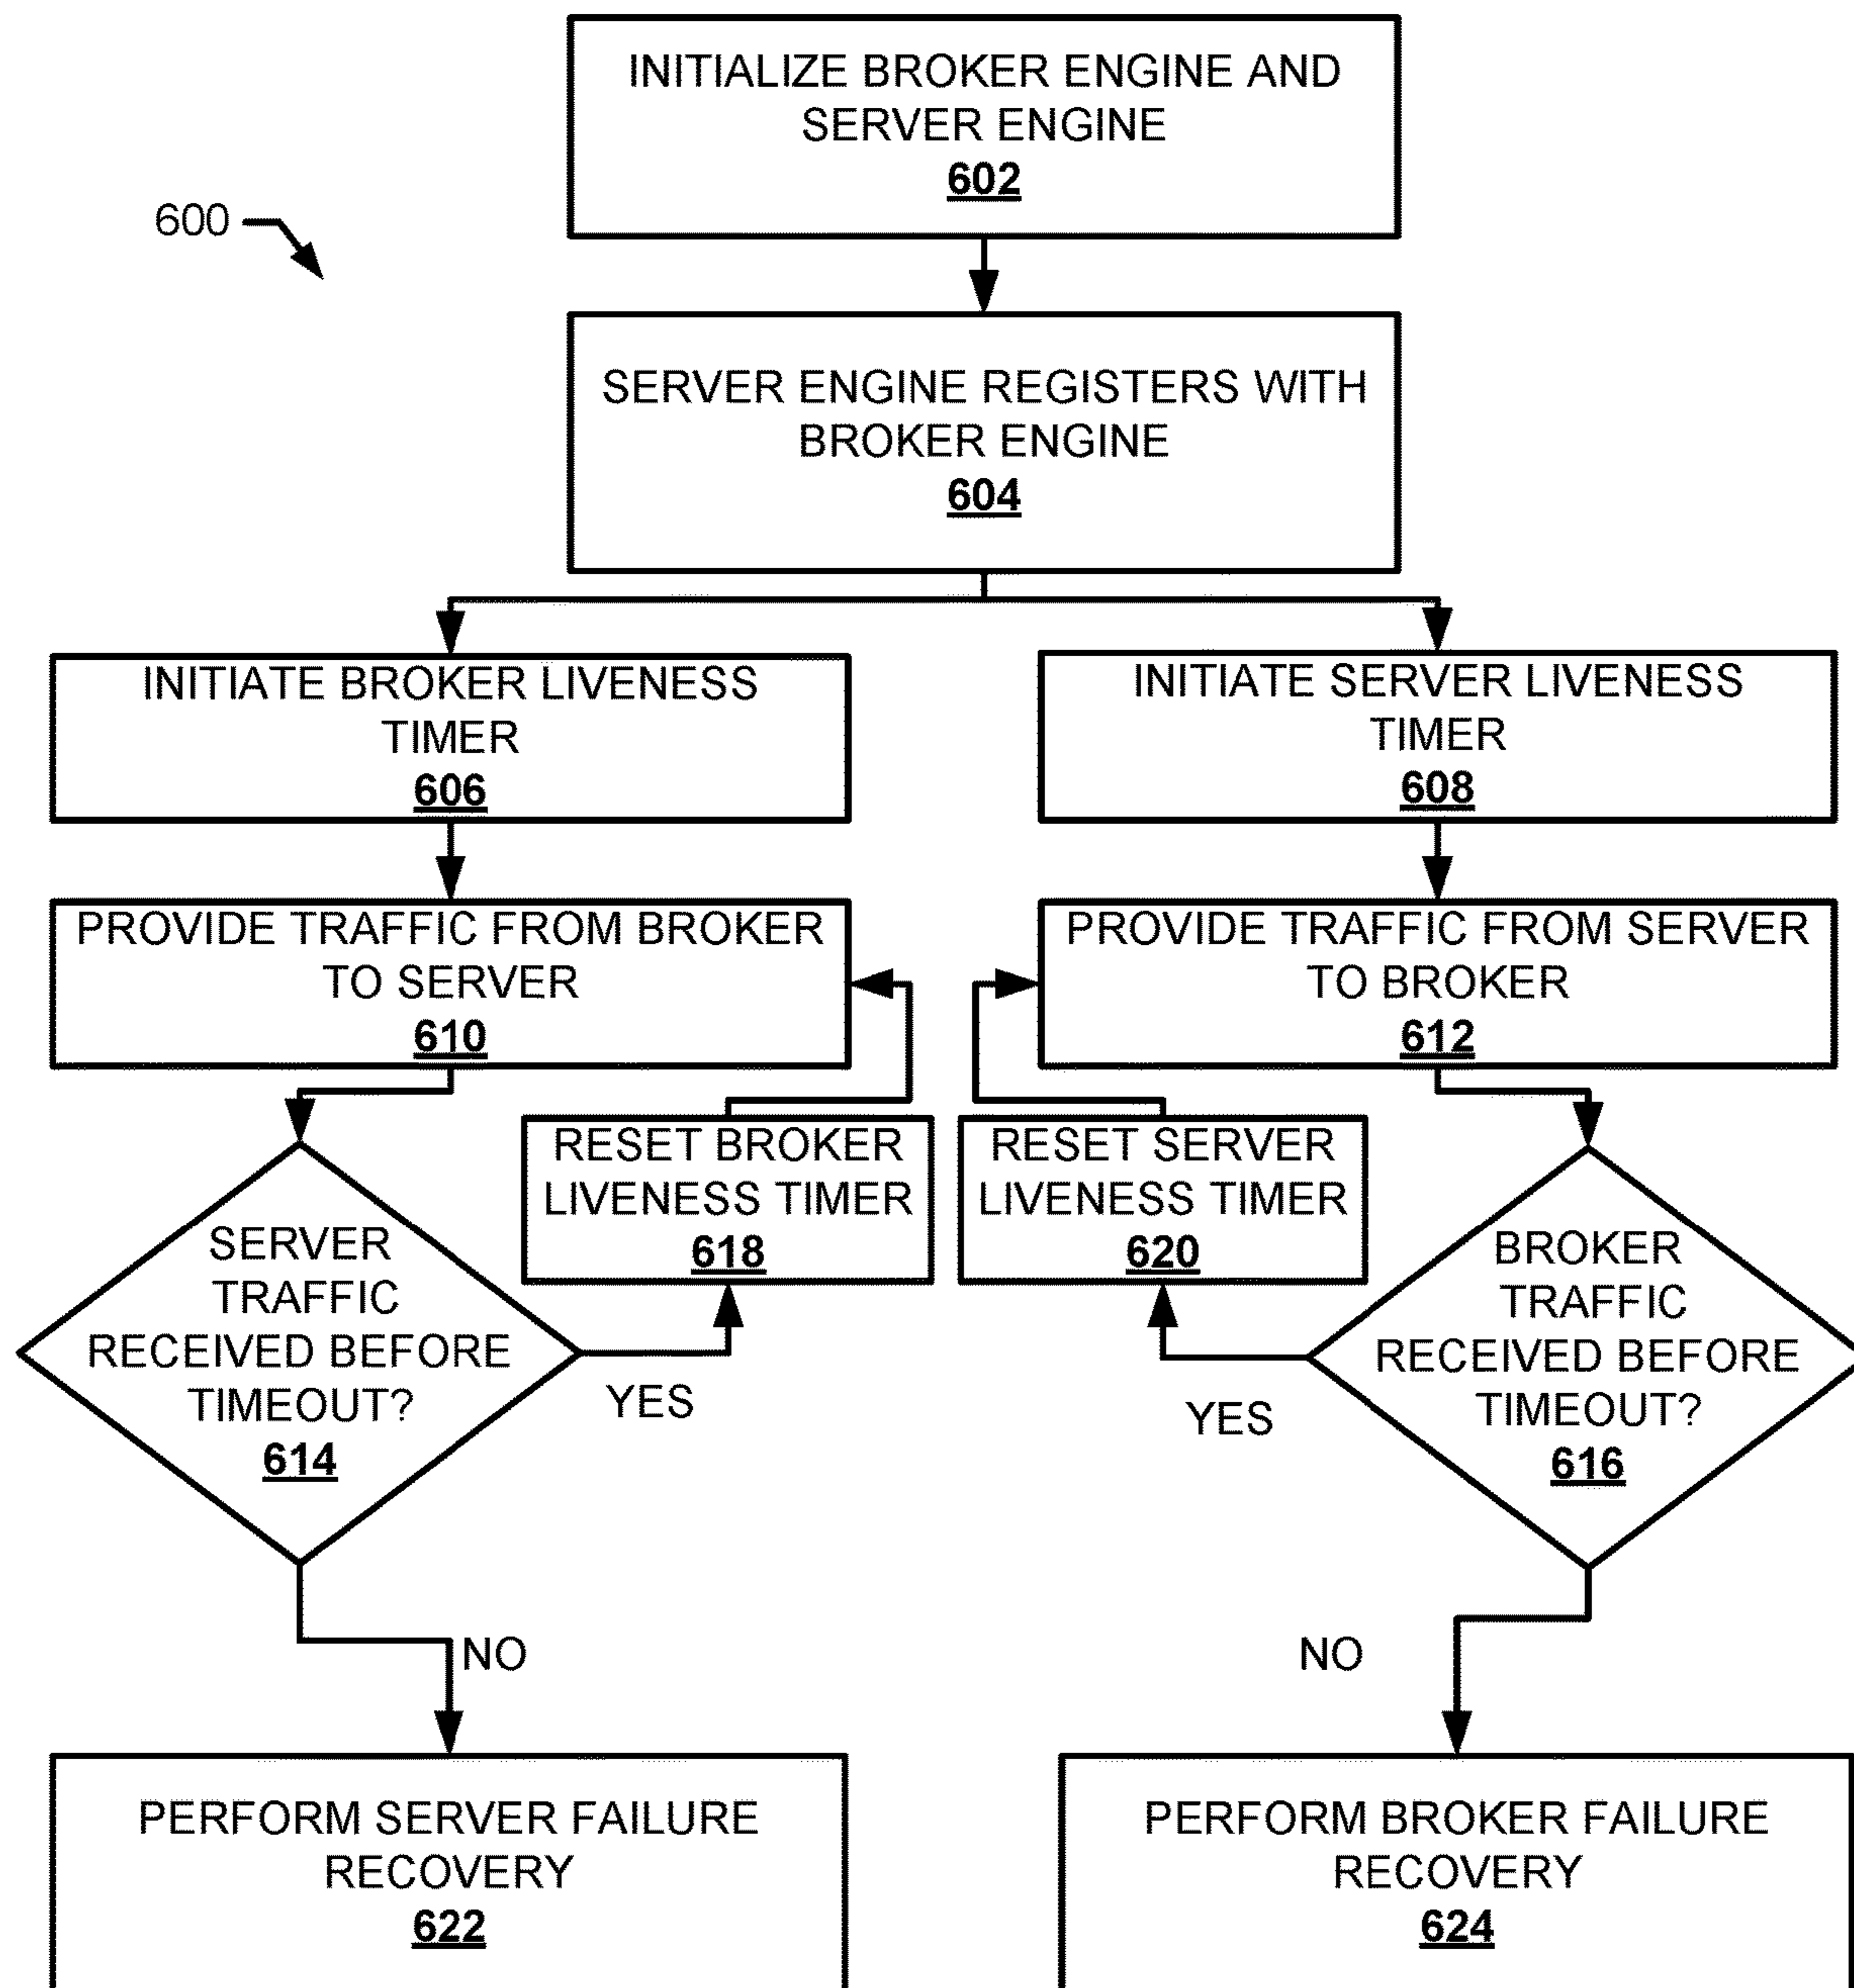 INITIALIZE BROKER ENGINE AND
SERVER ENGINE
602
600
SERVER ENGINE REGISTERS WITH
BROKER ENGINE
604
INITIATE BROKER LIVENESS
TIMER
606
INITIATE SERVER LIVENESS
TIMER
608
PROVIDE TRAFFIC FROM BROKER
TO SERVER
610
PROVIDE TRAFFIC FROM SERVER
TO BROKER
612
RESET BROKER
LIVENESS TIMER
618
RESET SERVER
LIVENESS TIMER
620
SERVER
TRAFFIC
RECEIVED BEFORE
TIMEOUT?
614
YES
BROKER
TRAFFIC
RECEIVED BEFORE
TIMEOUT?
616
YES
NO
NO
PERFORM SERVER FAILURE
RECOVERY
622
PERFORM BROKER FAILURE
RECOVERY
624